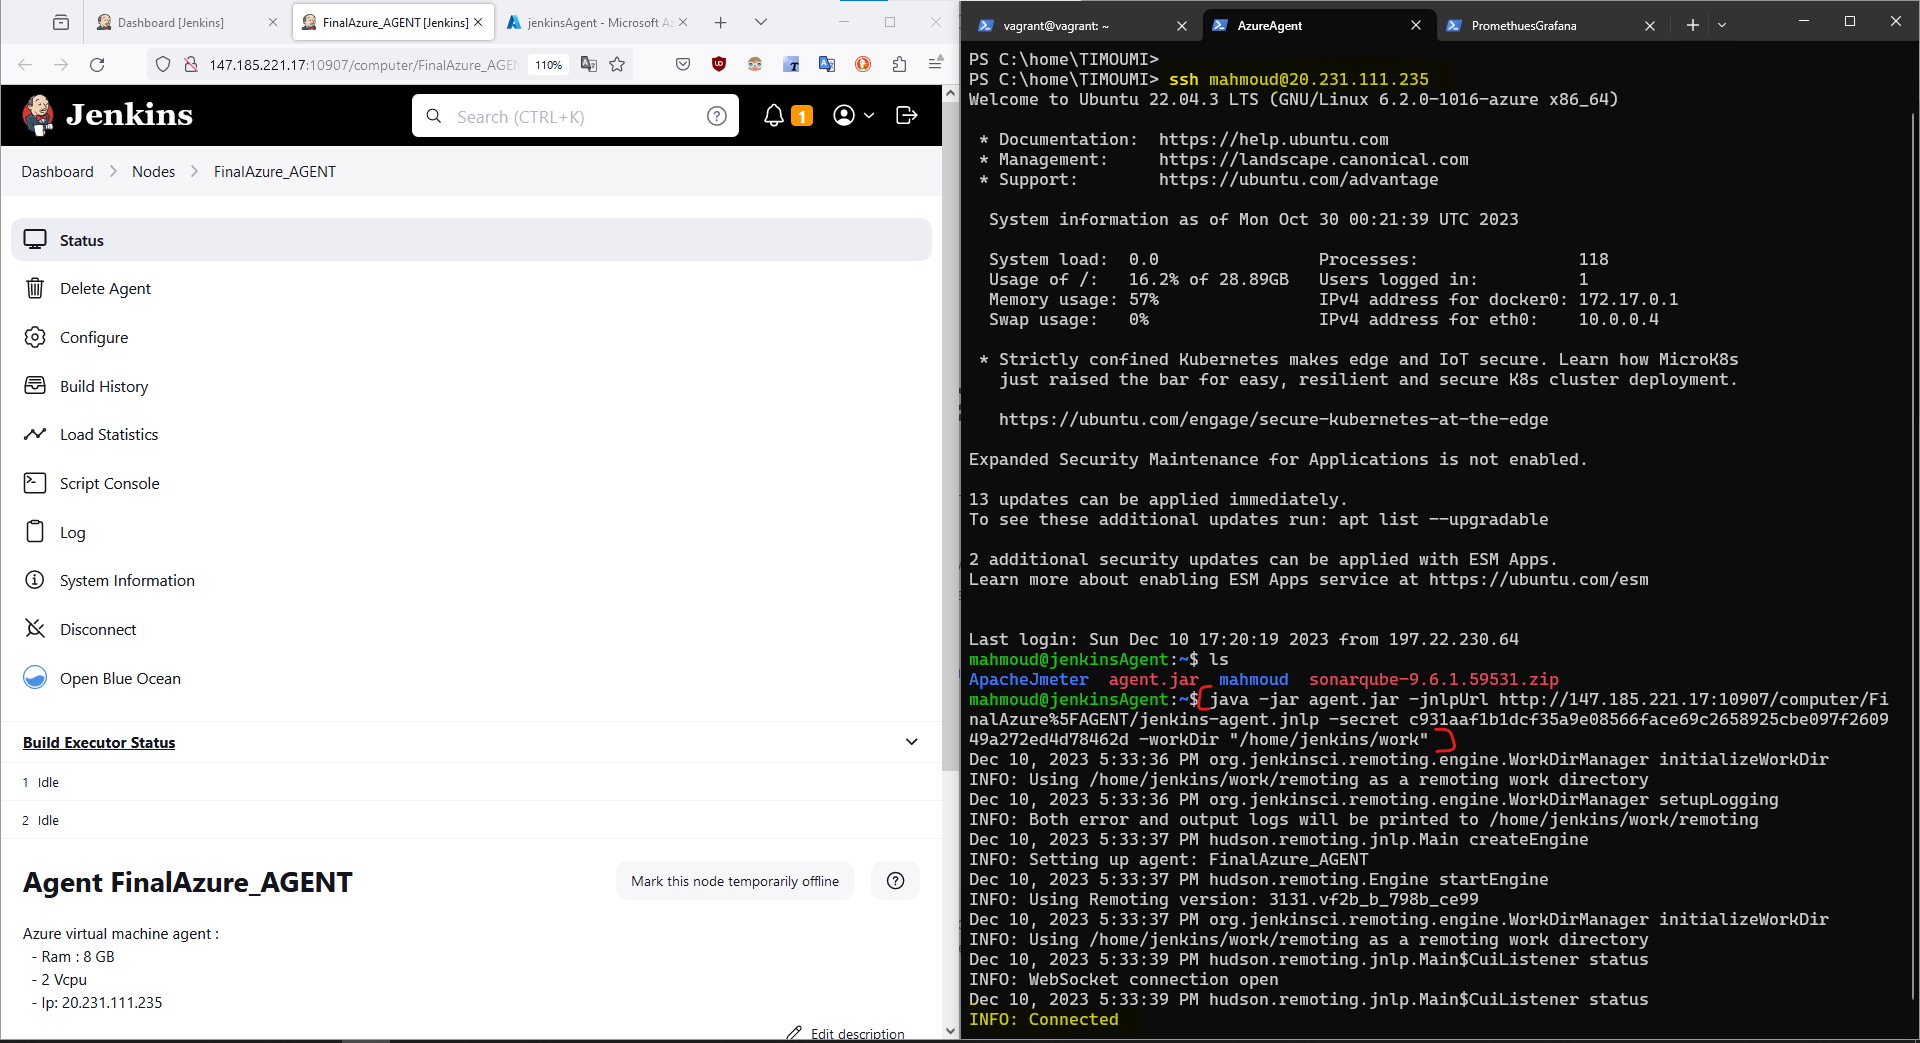 Dashboard [Jenkins]
FinalAzure_AGENT [Jenkins]
jenkinsAgent - Microsoft Az
147.185.221.17:10907/computer/FinalAzure_AGEN
110%
Jenkins
Search (CTRL+K)
1
Dashboard
Nodes
FinalAzure_AGENT
Status
Delete Agent
Configure
Build History
Load Statistics
Script Console
Log
System Information
Disconnect
Open Blue Ocean
Build Executor Status
1 Idle
2 Idle
Agent FinalAzure_AGENT
Mark this node temporarily offline
Azure virtual machine agent :
- Ram : 8 GB
- 2 Vcpu
- Ip: 20.231.111.235
Edit description
vagrant@vagrant: ~
AzureAgent
PromethuesGrafana
PS C:\home\TIMOUMI>
PS C:\home\TIMOUMI> ssh mahmoud@20.231.111.235
Welcome to Ubuntu 22.04.3 LTS (GNU/Linux 6.2.0-1016-azure x86_64)
* Documentation:  https://help.ubuntu.com
* Management:     https://landscape.canonical.com
* Support:        https://ubuntu.com/advantage
System information as of Mon Oct 30 00:21:39 UTC 2023
System load:  0.0                Processes:                118
Usage of /:   16.2% of 28.89GB   Users logged in:          1
Memory usage: 57%                IPv4 address for docker0: 172.17.0.1
Swap usage:   0%                 IPv4 address for eth0:    10.0.0.4
* Strictly confined Kubernetes makes edge and IoT secure. Learn how MicroK8s
just raised the bar for easy, resilient and secure K8s cluster deployment.
https://ubuntu.com/engage/secure-kubernetes-at-the-edge
Expanded Security Maintenance for Applications is not enabled.
13 updates can be applied immediately.
To see these additional updates run: apt list --upgradable
2 additional security updates can be applied with ESM Apps.
Learn more about enabling ESM Apps service at https://ubuntu.com/esm
Last login: Sun Dec 10 17:20:19 2023 from 197.22.230.64
mahmoud@jenkinsAgent:~$ ls
ApacheJmeter  agent.jar  mahmoud  sonarqube-9.6.1.59531.zip
mahmoud@jenkinsAgent:~$ java -jar agent.jar -jnlpUrl http://147.185.221.17:10907/computer/Fi
nalAzure%5FAGENT/jenkins-agent.jnlp -secret c931aaf1b1dcf35a9e08566face69c2658925cbe097f2609
49a272ed4d78462d -workDir "/home/jenkins/work"
Dec 10, 2023 5:33:36 PM org.jenkinsci.remoting.engine.WorkDirManager initializeWorkDir
INFO: Using /home/jenkins/work/remoting as a remoting work directory
Dec 10, 2023 5:33:36 PM org.jenkinsci.remoting.engine.WorkDirManager setupLogging
INFO: Both error and output logs will be printed to /home/jenkins/work/remoting
Dec 10, 2023 5:33:37 PM hudson.remoting.jnlp.Main createEngine
INFO: Setting up agent: FinalAzure_AGENT
Dec 10, 2023 5:33:37 PM hudson.remoting.Engine startEngine
INFO: Using Remoting version: 3131.vf2b_b_798b_ce99
Dec 10, 2023 5:33:37 PM org.jenkinsci.remoting.engine.WorkDirManager initializeWorkDir
INFO: Using /home/jenkins/work/remoting as a remoting work directory
Dec 10, 2023 5:33:39 PM hudson.remoting.jnlp.Main$CuiListener status
INFO: WebSocket connection open
Dec 10, 2023 5:33:39 PM hudson.remoting.jnlp.Main$CuiListener status
INFO: Connected